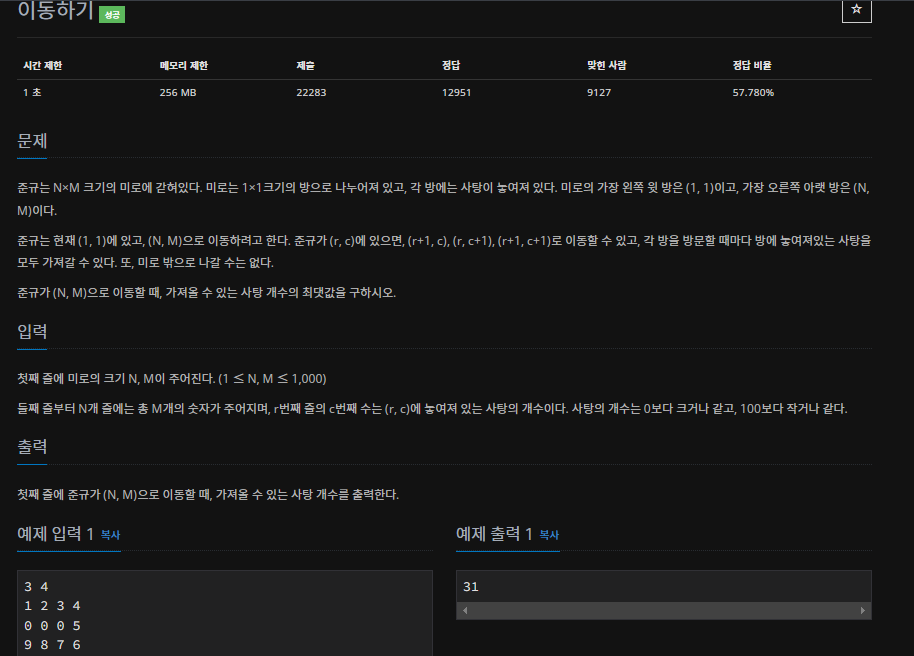 이동하기 성공
☆
시간 제한 메모리 제한 제출 정답 맞힌 사람 정답 비율
1 초 256 MB 22283 12951 9127 57.780%
문제
준규는 N×M 크기의 미로에 갇혀있다. 미로는 1×1크기의 방으로 나누어져 있고, 각 방에는 사탕이 놓여져 있다. 미로의 가장 왼쪽 윗 방은 (1, 1)이고, 가장 오른쪽 아랫 방은 (N,
M)이다.
준규는 현재 (1, 1)에 있고, (N, M)으로 이동하려고 한다. 준규가 (r, c)에 있으면, (r+1, c), (r, c+1), (r+1, c+1)로 이동할 수 있고, 각 방을 방문할 때마다 방에 놓여져있는 사탕을
모두 가져갈 수 있다. 또, 미로 밖으로 나갈 수는 없다.
준규가 (N, M)으로 이동할 때, 가져올 수 있는 사탕 개수의 최댓값을 구하시오.
입력
첫째 줄에 미로의 크기 N, M이 주어진다. (1 ≤ N, M ≤ 1,000)
둘째 줄부터 N개 줄에는 총 M개의 숫자가 주어지며, r번째 줄의 c번째 수는 (r, c)에 놓여져 있는 사탕의 개수이다. 사탕의 개수는 0보다 크거나 같고, 100보다 작거나 같다.
출력
첫째 줄에 준규가 (N, M)으로 이동할 때, 가져올 수 있는 사탕 개수를 출력한다.
예제 입력 1 복사
3 4
1 2 3 4
0 0 0 5
9 8 7 6
예제 출력 1 복사
31